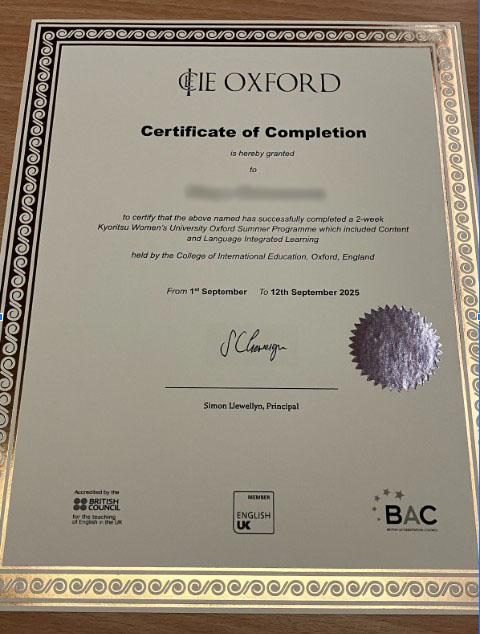 CIE OXFORD
Certificate of Completion
is hereby granted
to
to certify that the above named has successfully completed a 2-week
Kyoritsu Women's University Oxford Summer Programme which included Content
and Language Integrated Learning
held by the College of International Education, Oxford, England
From 1st September To 12th September 2025
Simon Llewellyn, Principal
Accredited by the
BRITISH
COUNCIL
for the teaching
of English in the UK
MEMBER
ENGLISH
UK
BAC
BRITISH ACCREDITATION COUNCIL